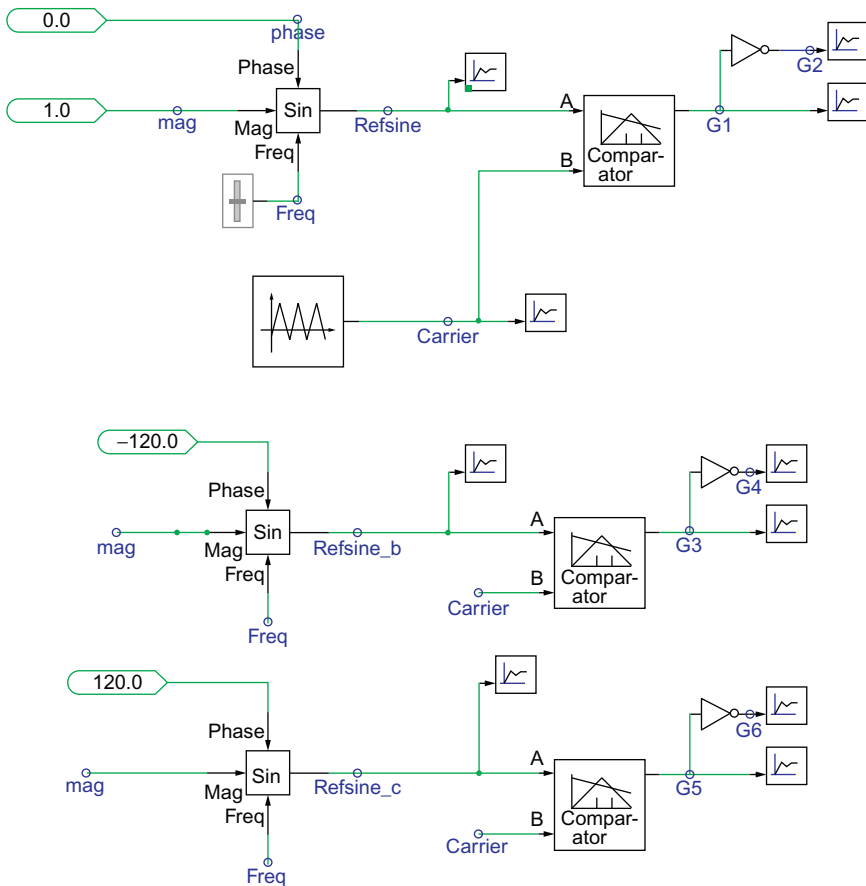 0.0
phase
G2
Phase
1.0
mag
Mag
Sin
Refsine
A
G1
Freq
B
Compar-
ator
Freq
Carrier
−120.0
Phase
G4
mag
Mag
Sin
Refsine_b
A
G3
Freq
B
Compar-
ator
Carrier
Freq
120.0
Phase
G6
mag
Mag
Sin
Refsine_c
A
G5
Freq
B
Compar-
ator
Carrier
Freq